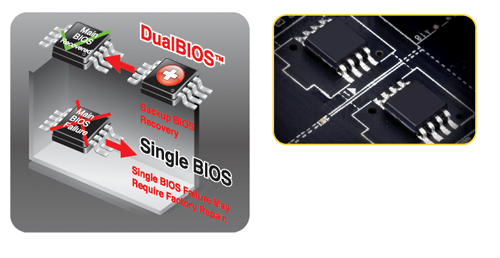 DualBIOS™
Main
BIOS
Recovered
Backup BIOS
Recovery
Main
BIOS
Failure
Single BIOS
Single BIOS Failure May
Require Factory Repair.